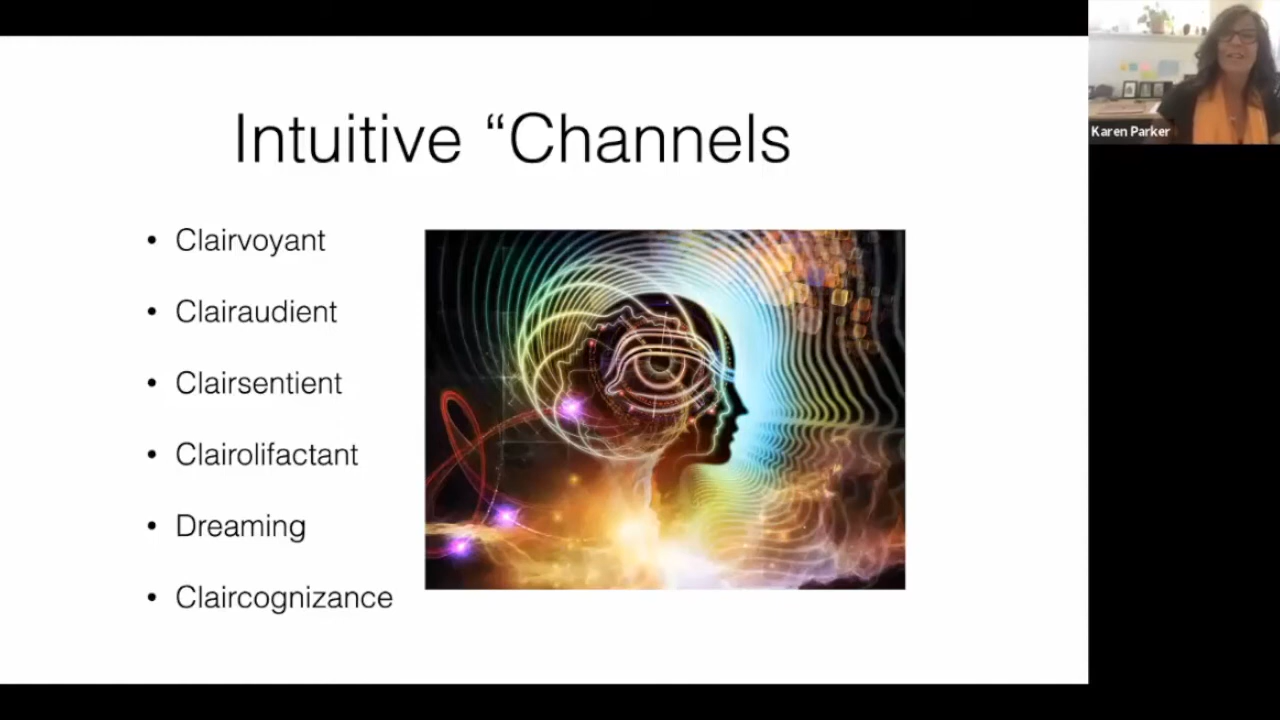 Intuitive “Channels
• Clairvoyant
• Clairaudient
• Clairsentient
• Clairolifactant
• Dreaming
• Claircognizance
Karen Parker